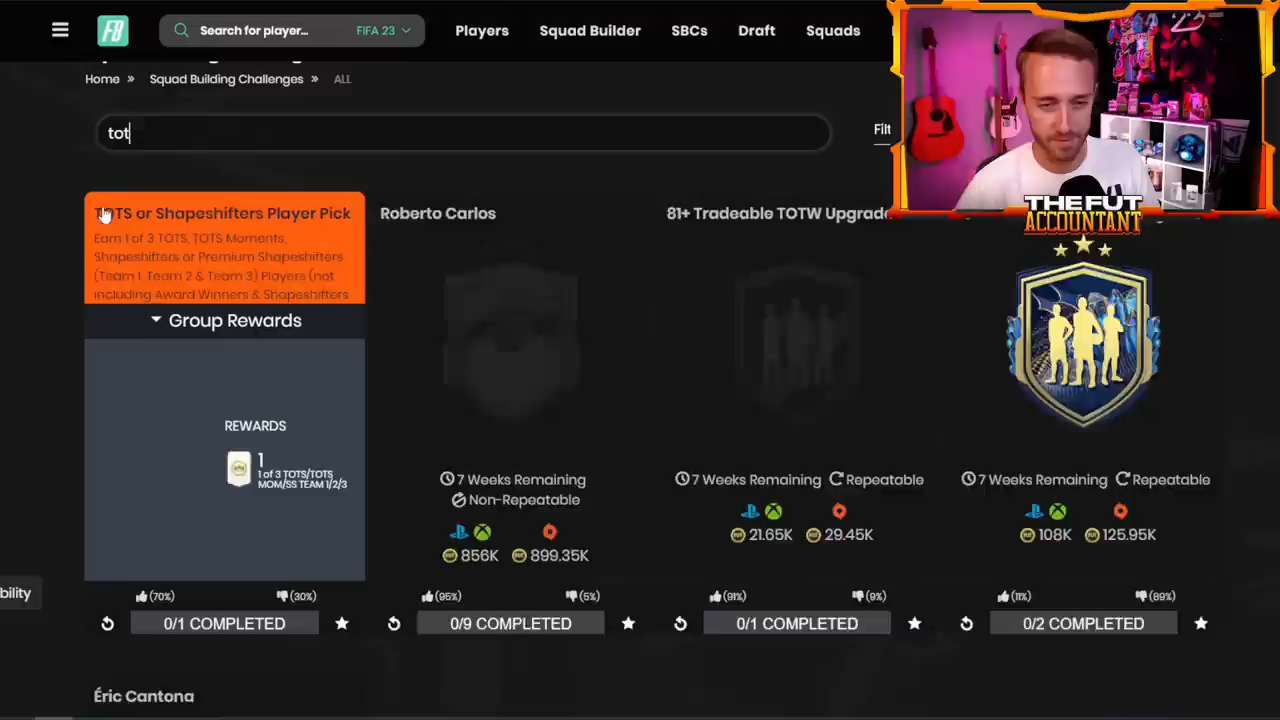 FB
Search for player...
FIFA 23
Players
Squad Builder
SBCs
Draft
Squads
Home » Squad Building Challenges » ALL
tot
Filt
TOTS or Shapeshifters Player Pick
Earn 1 of 3 TOTS, TOTS Moments,
Shapeshifters or Premium Shapeshifters
(Team 1, Team 2 & Team 3) Players (not
including Award Winners & Shapeshifters
Group Rewards
REWARDS
1
1 of 3 TOTS/TOTS
MOM/SS TEAM 1/2/3
(70%)
(30%)
0/1 COMPLETED
Roberto Carlos
7 Weeks Remaining
Non-Repeatable
856K
899.35K
(95%)
(5%)
0/9 COMPLETED
81+ Tradeable TOTW Upgrade
7 Weeks Remaining
Repeatable
21.65K
29.45K
(91%)
(9%)
0/1 COMPLETED
THE FUT
ACCOUNTANT
7 Weeks Remaining
Repeatable
108K
125.95K
(11%)
(89%)
0/2 COMPLETED
bility
Éric Cantona